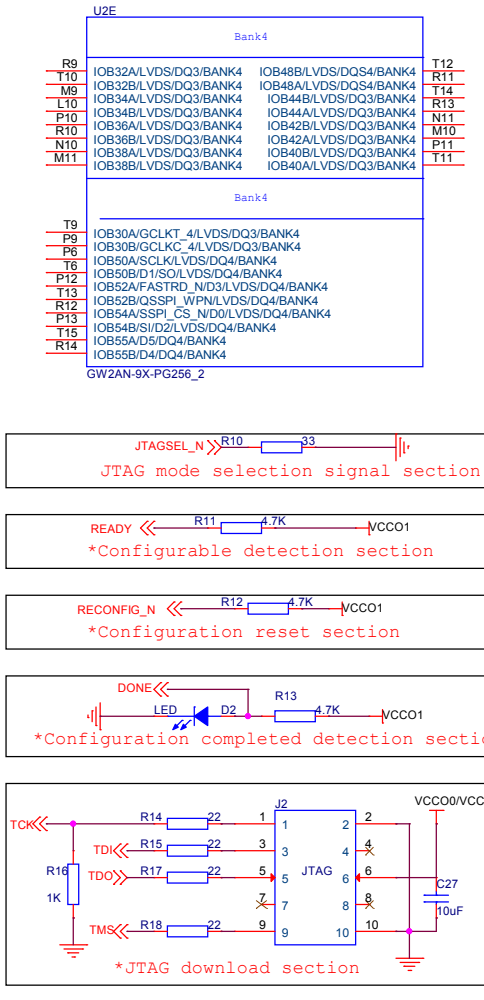 U2E
Bank4
R9 IOB32A/LVDS/DQ3/BANK4 IOB48B/LVDS/DQS4/BANK4 T12
T10 IOB32B/LVDS/DQ3/BANK4 IOB48A/LVDS/DQS4/BANK4 R11
M9 IOB34A/LVDS/DQ3/BANK4 IOB44B/LVDS/DQ3/BANK4 T14
L10 IOB34B/LVDS/DQ3/BANK4 IOB44A/LVDS/DQ3/BANK4 R13
P10 IOB36A/LVDS/DQ3/BANK4 IOB42B/LVDS/DQ3/BANK4 N11
R10 IOB36B/LVDS/DQ3/BANK4 IOB42A/LVDS/DQ3/BANK4 M10
N10 IOB38A/LVDS/DQ3/BANK4 IOB40B/LVDS/DQ3/BANK4 P11
M11 IOB38B/LVDS/DQ3/BANK4 IOB40A/LVDS/DQ3/BANK4 T11
Bank4
T9 IOB30A/GCLKT_4/LVDS/DQ3/BANK4
P9 IOB30B/GCLKC_4/LVDS/DQ3/BANK4
P6 IOB50A/SCLK/LVDS/DQ4/BANK4
T6 IOB50B/D1/SO/LVDS/DQ4/BANK4
P12 IOB52A/FASTRD_N/D3/LVDS/DQ4/BANK4
T13 IOB52B/QSSPI_WPN/LVDS/DQ4/BANK4
R12 IOB54A/SSPI_CS_N/D0/LVDS/DQ4/BANK4
P13 IOB54B/SI/D2/LVDS/DQ4/BANK4
T15 IOB55A/D5/DQ4/BANK4
R14 IOB55B/D4/DQ4/BANK4
GW2AN-9X-PG256_2
JTAGSEL_N R10 33
JTAG mode selection signal section
READY R11 4.7K VCCO1
*Configurable detection section
RECONFIG_N R12 4.7K VCCO1
*Configuration reset section
DONE
LED D2 R13 4.7K VCCO1
*Configuration completed detection sectio
J2 VCCO0/VCC
TCK R14 22 1 1 2 2
TDI R15 22 3 3 4 4
R16 TDO R17 22 5 5 JTAG 6 6 C27
1K 7 7 8 8 10uF
TMS R18 22 9 9 10 10
*JTAG download section